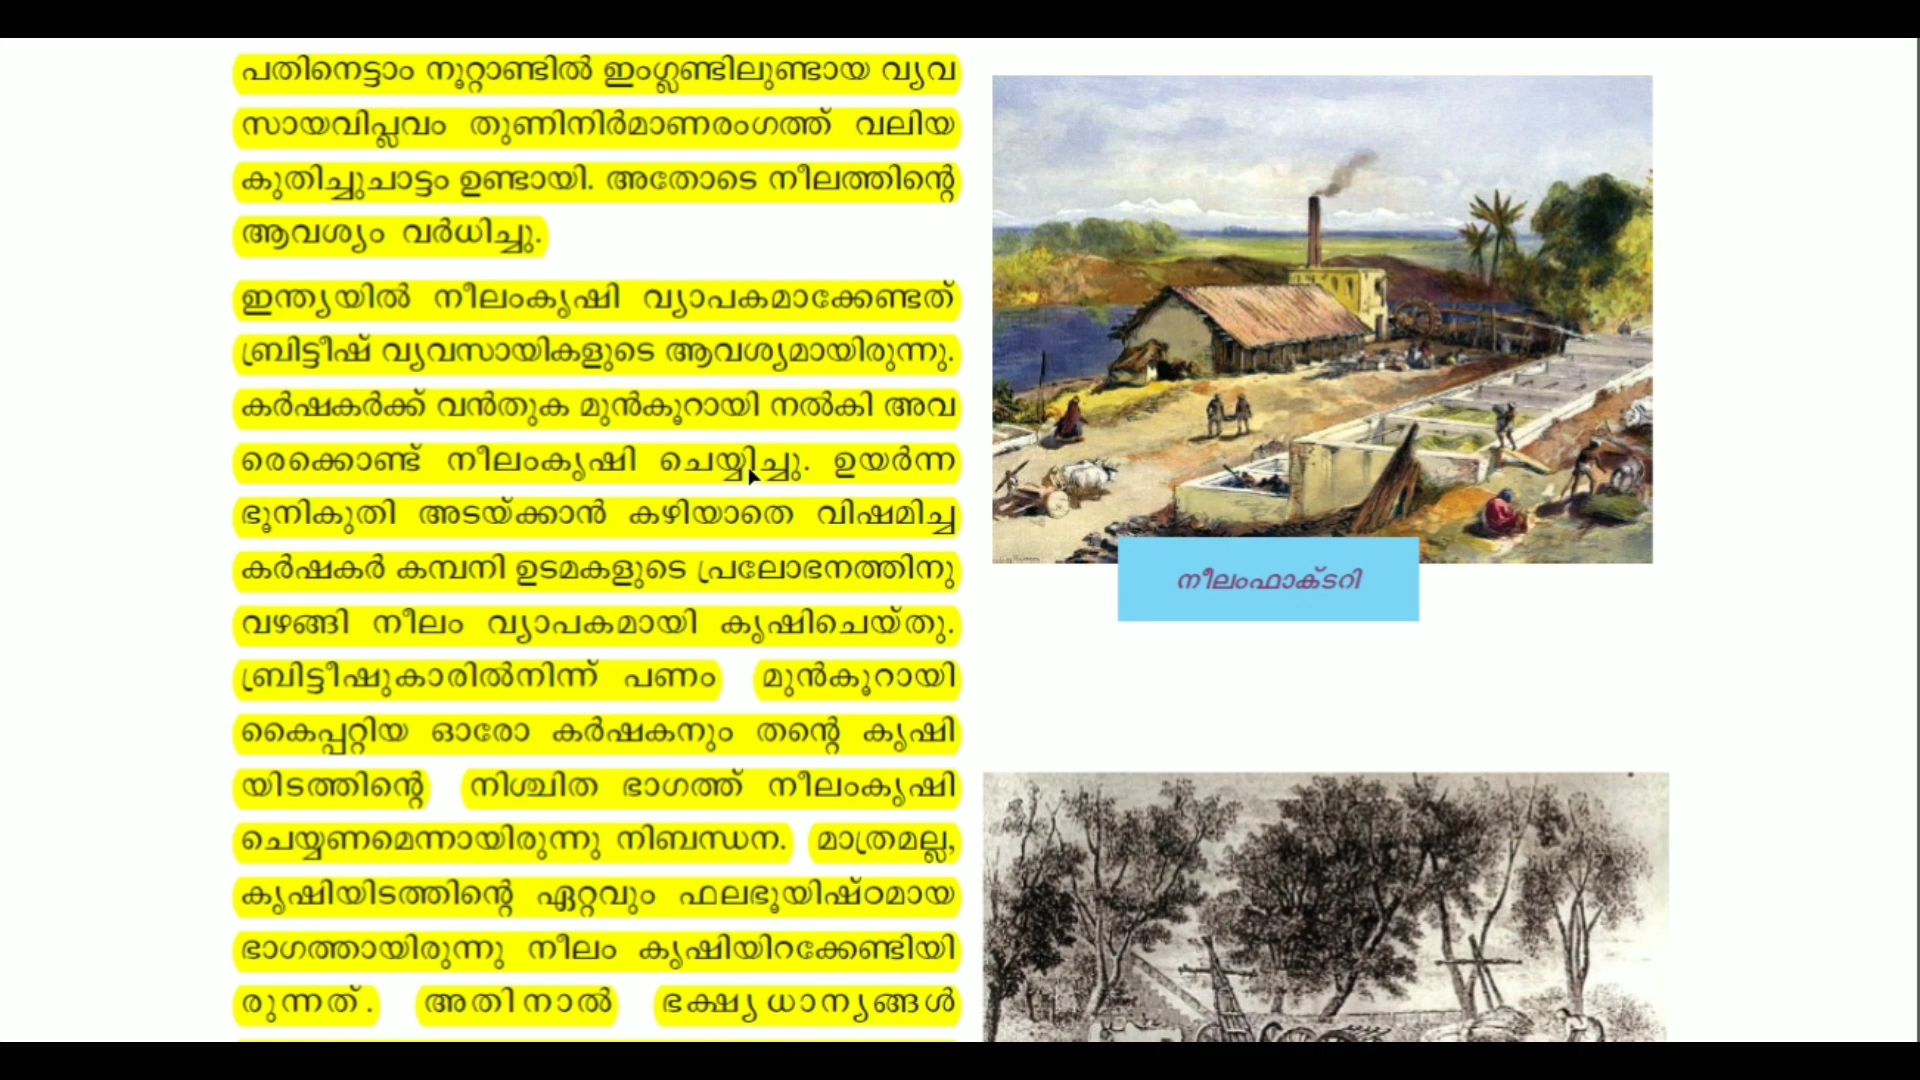 പതിനെട്ടാം നൂറ്റാണ്ടിൽ ഇംഗ്ലണ്ടിലുണ്ടായ വ്യവ
സായവിപ്ലവം തുണിനിർമാണരംഗത്ത് വലിയ
കുതിച്ചുചാട്ടം ഉണ്ടായി. അതോടെ നീലത്തിന്റെ
ആവശ്യം വർധിച്ചു.
ഇന്ത്യയിൽ നീലംകൃഷി വ്യാപകമാക്കേണ്ടത്
ബ്രിട്ടീഷ് വ്യവസായികളുടെ ആവശ്യമായിരുന്നു.
കർഷകർക്ക് വൻതുക മുൻകൂറായി നൽകി അവ
രെക്കൊണ്ട് നീലംകൃഷി ചെയ്യിച്ചു. ഉയർന്ന
ഭൂനികുതി അടയ്ക്കാൻ കഴിയാതെ വിഷമിച്ച
കർഷകർ കമ്പനി ഉടമകളുടെ പ്രലോഭനത്തിനു
വഴങ്ങി നീലം വ്യാപകമായി കൃഷിചെയ്തു.
ബ്രിട്ടീഷുകാരിൽനിന്ന് പണം മുൻകൂറായി
കൈപ്പറ്റിയ ഓരോ കർഷകനും തന്റെ കൃഷി
യിടത്തിന്റെ നിശ്ചിത ഭാഗത്ത് നീലംകൃഷി
ചെയ്യണമെന്നായിരുന്നു നിബന്ധന. മാത്രമല്ല,
കൃഷിയിടത്തിന്റെ ഏറ്റവും ഫലഭൂയിഷ്ഠമായ
ഭാഗത്തായിരുന്നു നീലം കൃഷിയിറക്കേണ്ടിയി
രുന്നത്. അതിനാൽ ഭക്ഷ്യധാന്യങ്ങൾ
നീലംഫാക്ടറി